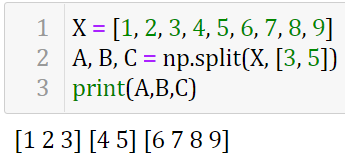 1 X = [1, 2, 3, 4, 5, 6, 7, 8, 9]
2 A, B, C = np.split(X, [3, 5])
3 print(A,B,C)
[1 2 3] [4 5] [6 7 8 9]